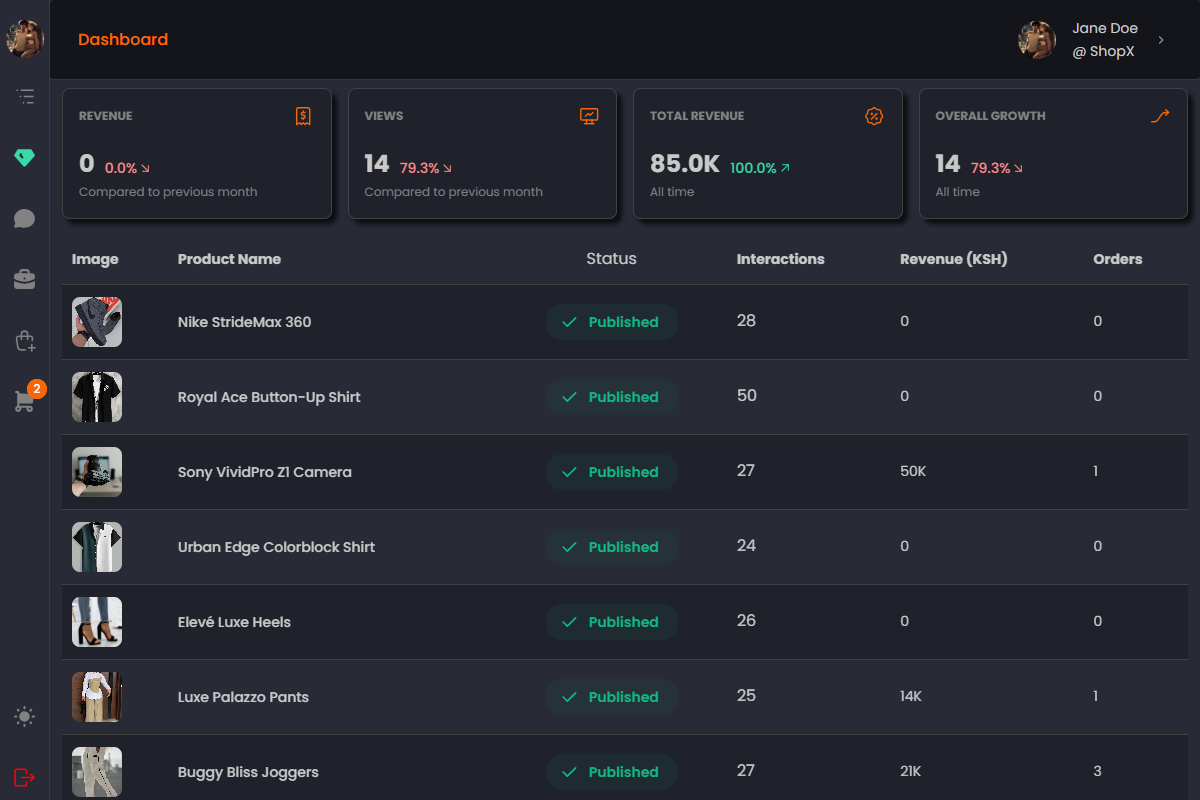 Dashboard
Jane Doe
@ ShopX
REVENUE
0 0.0%
Compared to previous month
VIEWS
14 79.3%
Compared to previous month
TOTAL REVENUE
85.0K 100.0%
All time
OVERALL GROWTH
14 79.3%
All time
2
Image Product Name Status Interactions Revenue (KSH) Orders
Nike StrideMax 360 Published 28 0 0
Royal Ace Button-Up Shirt Published 50 0 0
Sony VividPro Z1 Camera Published 27 50K 1
Urban Edge Colorblock Shirt Published 24 0 0
Elevé Luxe Heels Published 26 0 0
Luxe Palazzo Pants Published 25 14K 1
Buggy Bliss Joggers Published 27 21K 3